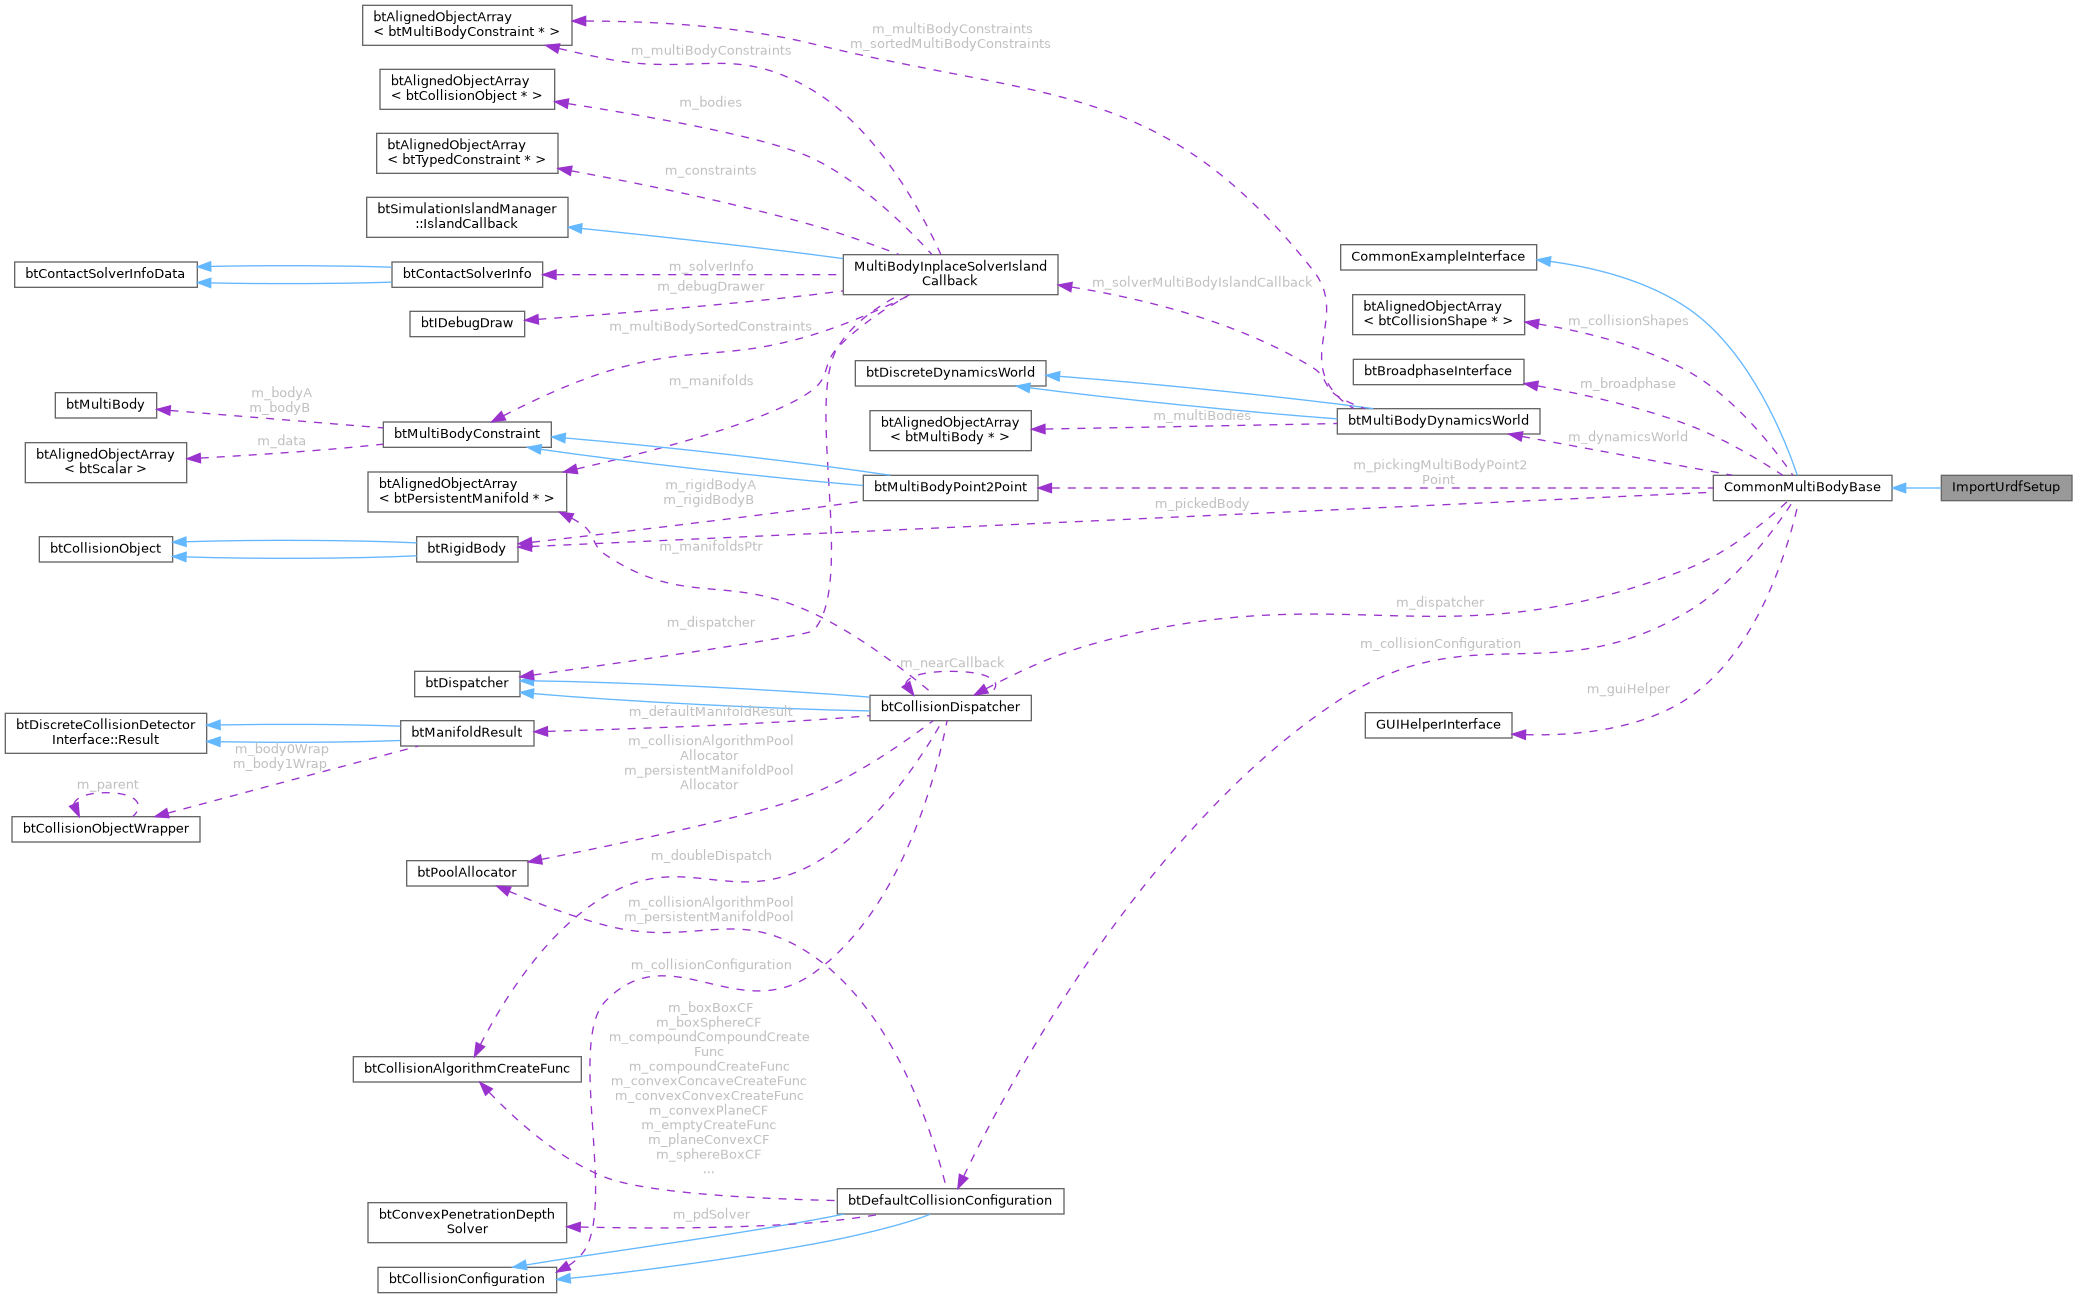 btAlignedObjectArray
< btMultiBodyConstraint * >
m_multiBodyConstraints
m_sortedMultiBodyConstraints
m_multiBodyConstraints
btAlignedObjectArray
< btCollisionObject * >
m_bodies
btAlignedObjectArray
< btTypedConstraint * >
m_constraints
btSimulationIslandManager
::IslandCallback
btContactSolverInfoData
btContactSolverInfo
m_solverInfo
m_debugDrawer
MultiBodyInplaceSolverIsland
Callback
m_solverMultiBodyIslandCallback
CommonExampleInterface
btIDebugDraw
m_multiBodySortedConstraints
btAlignedObjectArray
< btCollisionShape * >
m_collisionShapes
m_manifolds
btDiscreteDynamicsWorld
btBroadphaseInterface
m_broadphase
btMultiBody
m_bodyA
m_bodyB
btAlignedObjectArray
< btMultiBody * >
m_multiBodies
btMultiBodyDynamicsWorld
m_dynamicsWorld
btAlignedObjectArray
< btScalar >
m_data
btMultiBodyConstraint
btAlignedObjectArray
< btPersistentManifold * >
m_rigidBodyA
m_rigidBodyB
btMultiBodyPoint2Point
m_pickingMultiBodyPoint2
Point
m_pickedBody
CommonMultiBodyBase
ImportUrdfSetup
btCollisionObject
btRigidBody
m_manifoldsPtr
m_dispatcher
m_dispatcher
m_collisionConfiguration
m_nearCallback
btDispatcher
m_guiHelper
btDiscreteCollisionDetector
Interface::Result
btManifoldResult
m_defaultManifoldResult
btCollisionDispatcher
GUIHelperInterface
m_body0Wrap
m_body1Wrap
m_collisionAlgorithmPool
Allocator
m_persistentManifoldPool
Allocator
m_parent
btCollisionObjectWrapper
btPoolAllocator
m_doubleDispatch
m_collisionAlgorithmPool
m_persistentManifoldPool
m_collisionConfiguration
m_boxBoxCF
m_boxSphereCF
m_compoundCompoundCreate
Func
m_compoundCreateFunc
m_convexConcaveCreateFunc
m_convexConvexCreateFunc
m_convexPlaneCF
m_emptyCreateFunc
m_planeConvexCF
m_sphereBoxCF
...
btCollisionAlgorithmCreateFunc
btDefaultCollisionConfiguration
btConvexPenetrationDepth
Solver
m_pdSolver
btCollisionConfiguration